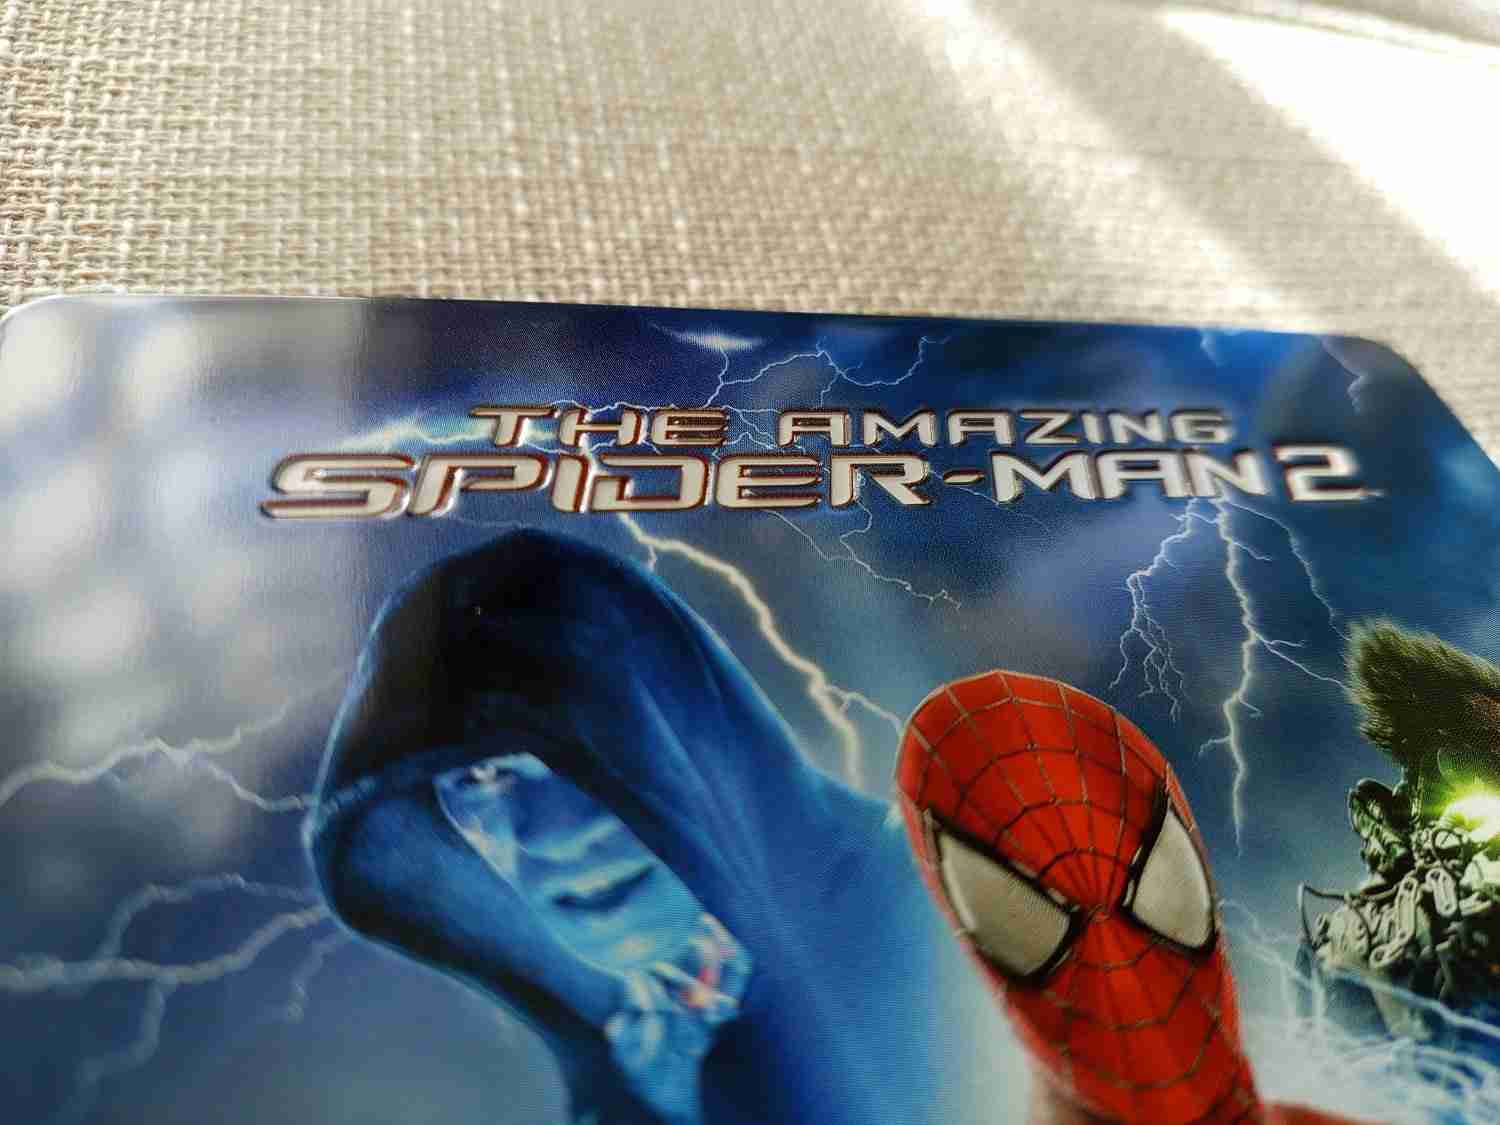 THE AMAZING
SPIDER-MAN 2